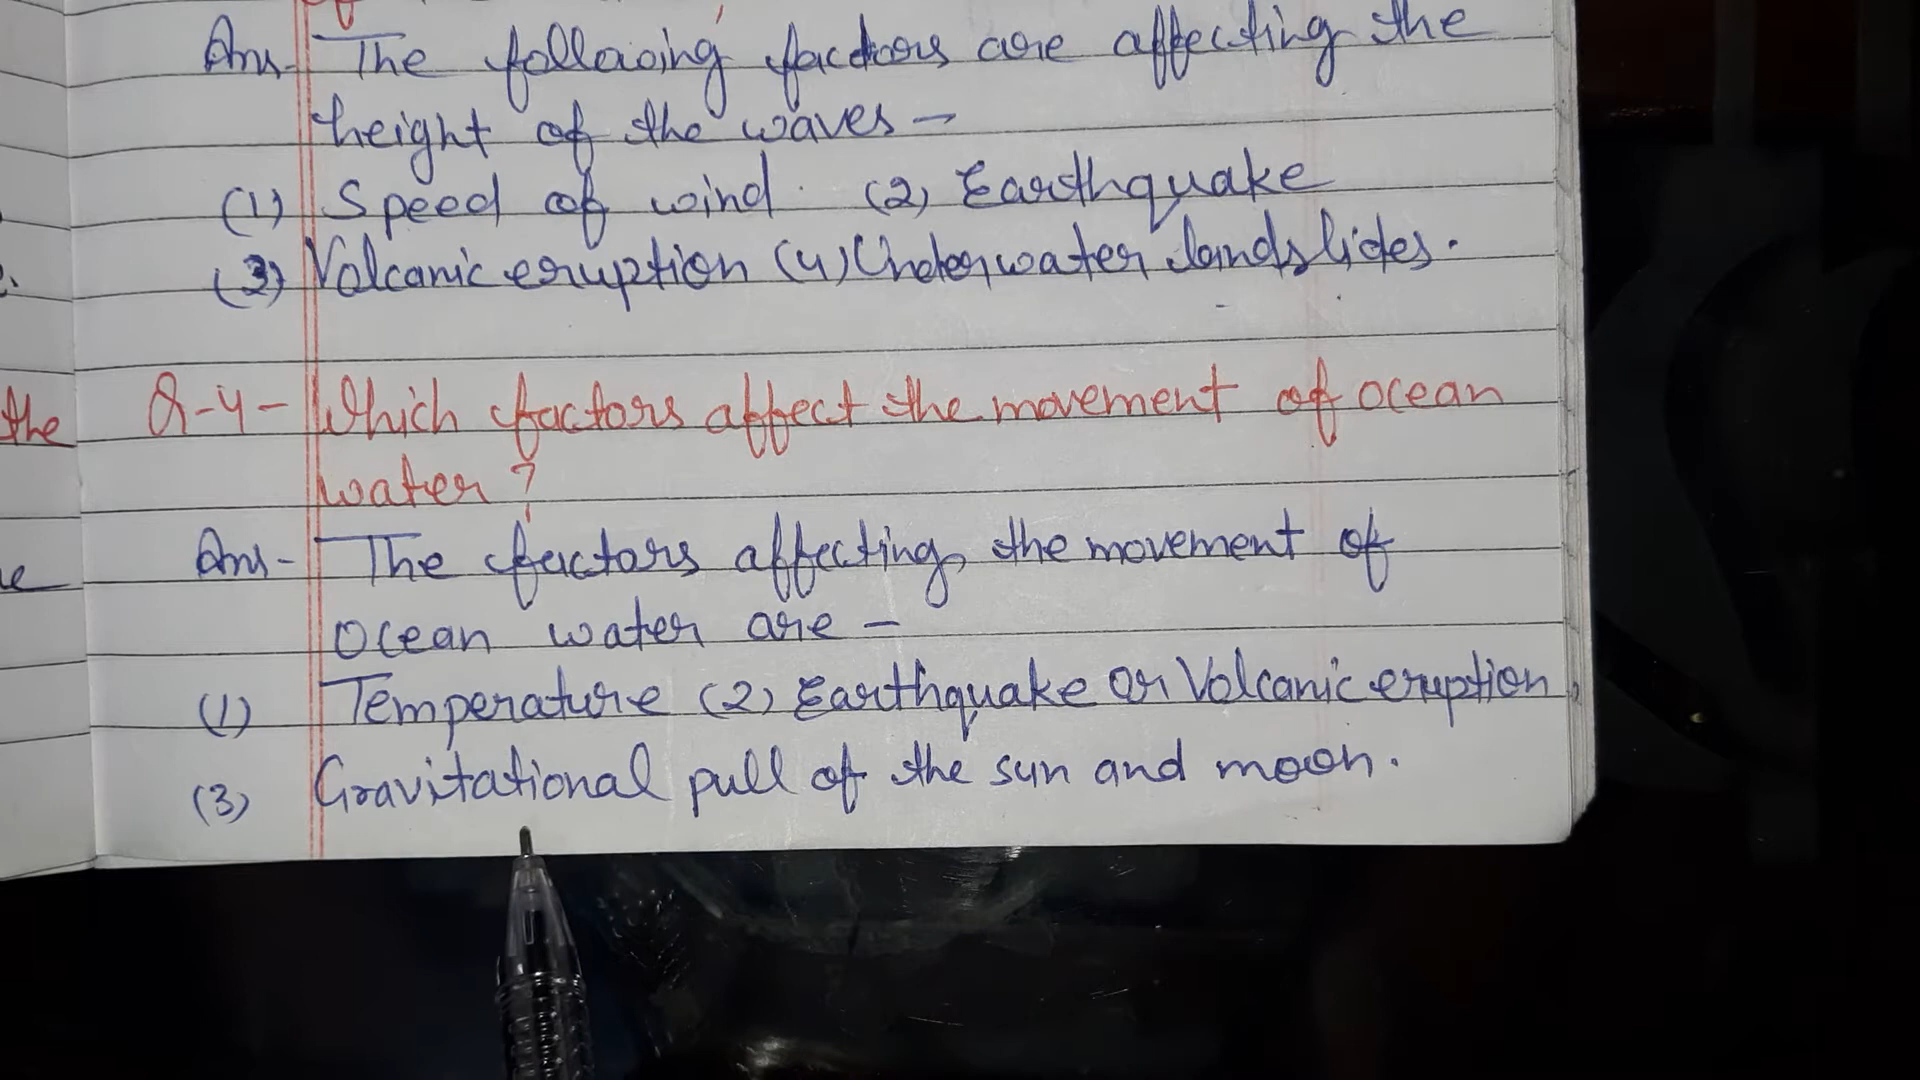 Ans- The following factors are affecting the
height of the waves -
(1) Speed of wind. (2) Earthquake
(3) Volcanic eruption (4) Underwater landslides.
the Q-4- Which factors affect the movement of ocean
water?
Ans- The factors affecting the movement of
ocean water are -
(1) Temperature (2) Earthquake or Volcanic eruption,
(3) Gravitational pull of the sun and moon.